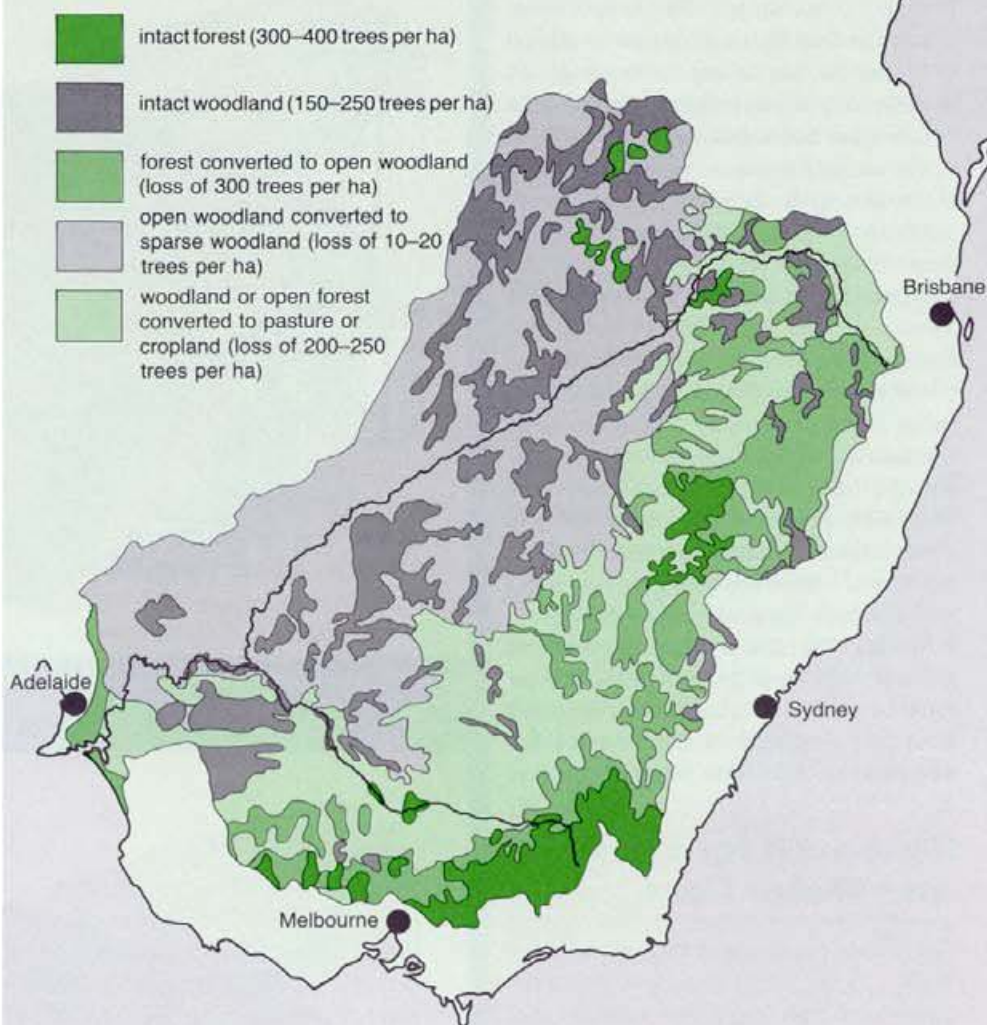 intact forest (300–400 trees per ha)
intact woodland (150–250 trees per ha)
forest converted to open woodland
(loss of 300 trees per ha)
open woodland converted to
sparse woodland (loss of 10–20
trees per ha)
woodland or open forest
converted to pasture or
cropland (loss of 200–250
trees per ha)
Brisbane
Adelaide
Sydney
Melbourne